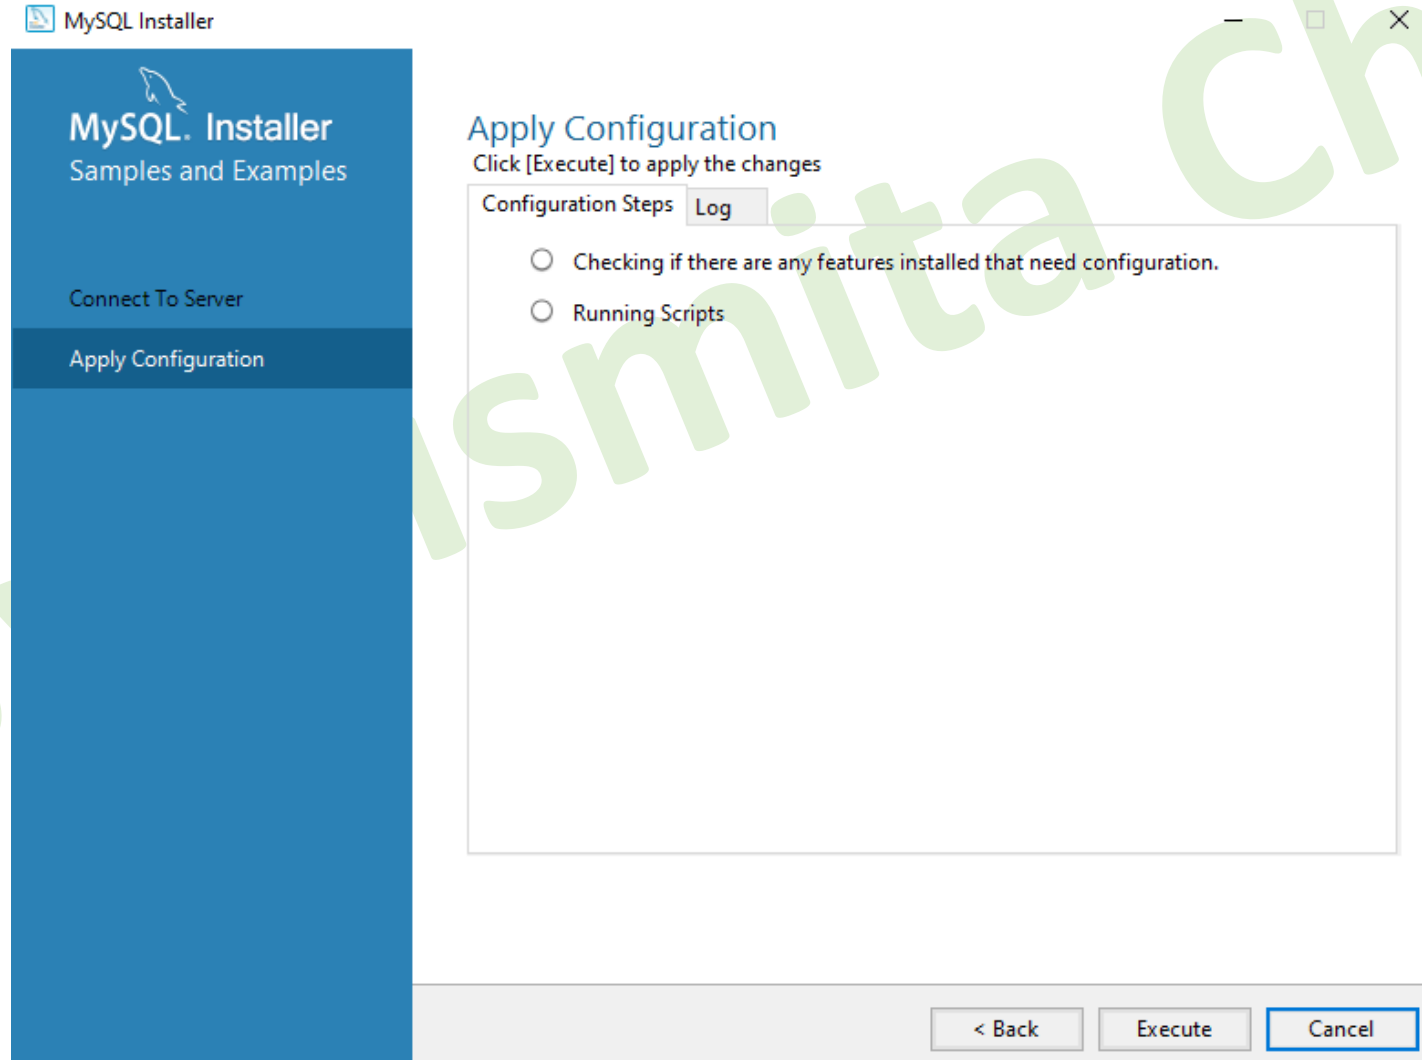 MySQL Installer
MySQL. Installer
Samples and Examples
Connect To Server
Apply Configuration
Apply Configuration
Click [Execute] to apply the changes
Configuration Steps
Log
Checking if there are any features installed that need configuration.
Running Scripts
< Back
Execute
Cancel